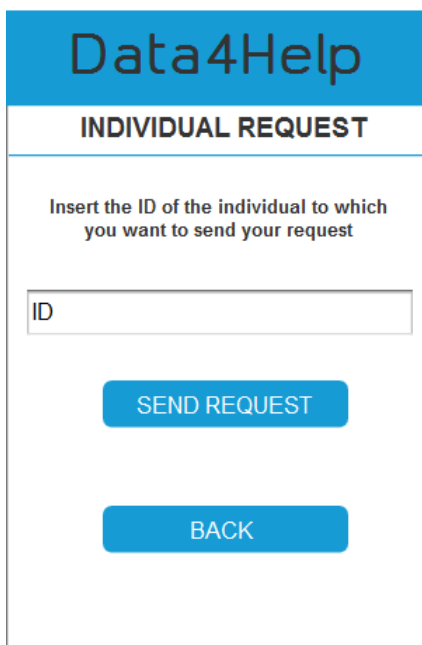 Data4Help
INDIVIDUAL REQUEST
Insert the ID of the individual to which
you want to send your request
ID
SEND REQUEST
BACK